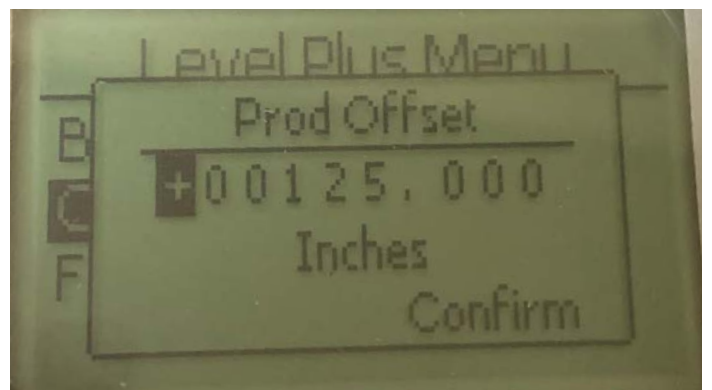 Level Plus Menu
Prod Offset
B
+00125.000
C
Inches
F
Confirm